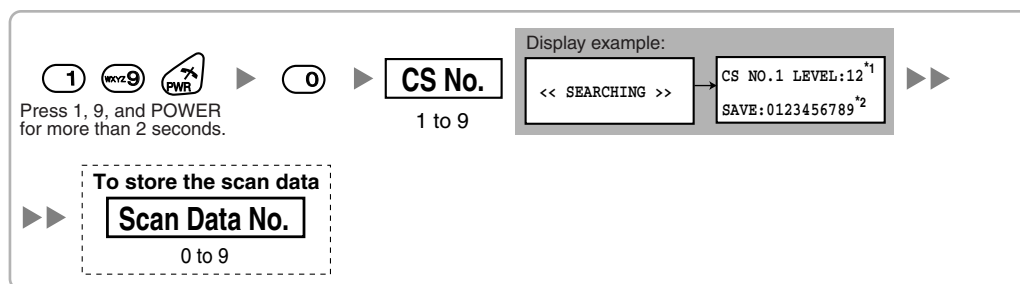 1 WXYZ 9 PWR 0
Press 1, 9, and POWER
for more than 2 seconds.
CS No.
1 to 9
Display example:
<< SEARCHING >>
CS NO.1 LEVEL:12*1
SAVE:0123456789*2
To store the scan data
Scan Data No.
0 to 9